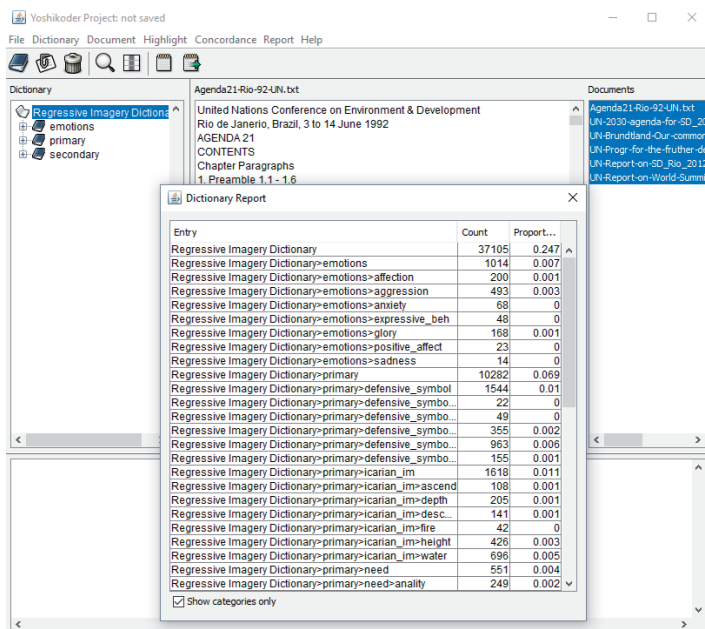 Yoshikoder Project: not saved
File Dictionary Document Highlight Concordance Report Help
Dictionary
Agenda21-Rio-92-UN.txt
Documents
Regressive Imagery Dictiona
emotions
primary
secondary
United Nations Conference on Environment & Development
Rio de Janerio, Brazil, 3 to 14 June 1992
AGENDA 21
CONTENTS
Chapter Paragraphs
1. Preamble 1.1 - 1.6
Agenda21-Rio-92-UN.txt
UN-2030-agenda-for-SD_20
UN-Brundtland-Our-common
UN-Progr-for-the-fruther-de
UN-Report-on-SD_Rio_2012
UN-Report-on-World-Summi
Dictionary Report
Entry Count Proport...
Regressive Imagery Dictionary 37105 0.247
Regressive Imagery Dictionary>emotions 1014 0.007
Regressive Imagery Dictionary>emotions>affection 200 0.001
Regressive Imagery Dictionary>emotions>aggression 493 0.003
Regressive Imagery Dictionary>emotions>anxiety 68 0
Regressive Imagery Dictionary>emotions>expressive_beh 48 0
Regressive Imagery Dictionary>emotions>glory 168 0.001
Regressive Imagery Dictionary>emotions>positive_affect 23 0
Regressive Imagery Dictionary>emotions>sadness 14 0
Regressive Imagery Dictionary>primary 10282 0.069
Regressive Imagery Dictionary>primary>defensive_symbol 1544 0.01
Regressive Imagery Dictionary>primary>defensive_symbo... 22 0
Regressive Imagery Dictionary>primary>defensive_symbo... 49 0
Regressive Imagery Dictionary>primary>defensive_symbo... 355 0.002
Regressive Imagery Dictionary>primary>defensive_symbo... 963 0.006
Regressive Imagery Dictionary>primary>defensive_symbo... 155 0.001
Regressive Imagery Dictionary>primary>icarian_im 1618 0.011
Regressive Imagery Dictionary>primary>icarian_im>ascend 108 0.001
Regressive Imagery Dictionary>primary>icarian_im>depth 205 0.001
Regressive Imagery Dictionary>primary>icarian_im>desc... 141 0.001
Regressive Imagery Dictionary>primary>icarian_im>fire 42 0
Regressive Imagery Dictionary>primary>icarian_im>height 426 0.003
Regressive Imagery Dictionary>primary>icarian_im>water 696 0.005
Regressive Imagery Dictionary>primary>need 551 0.004
Regressive Imagery Dictionary>primary>need>anality 249 0.002
Show categories only